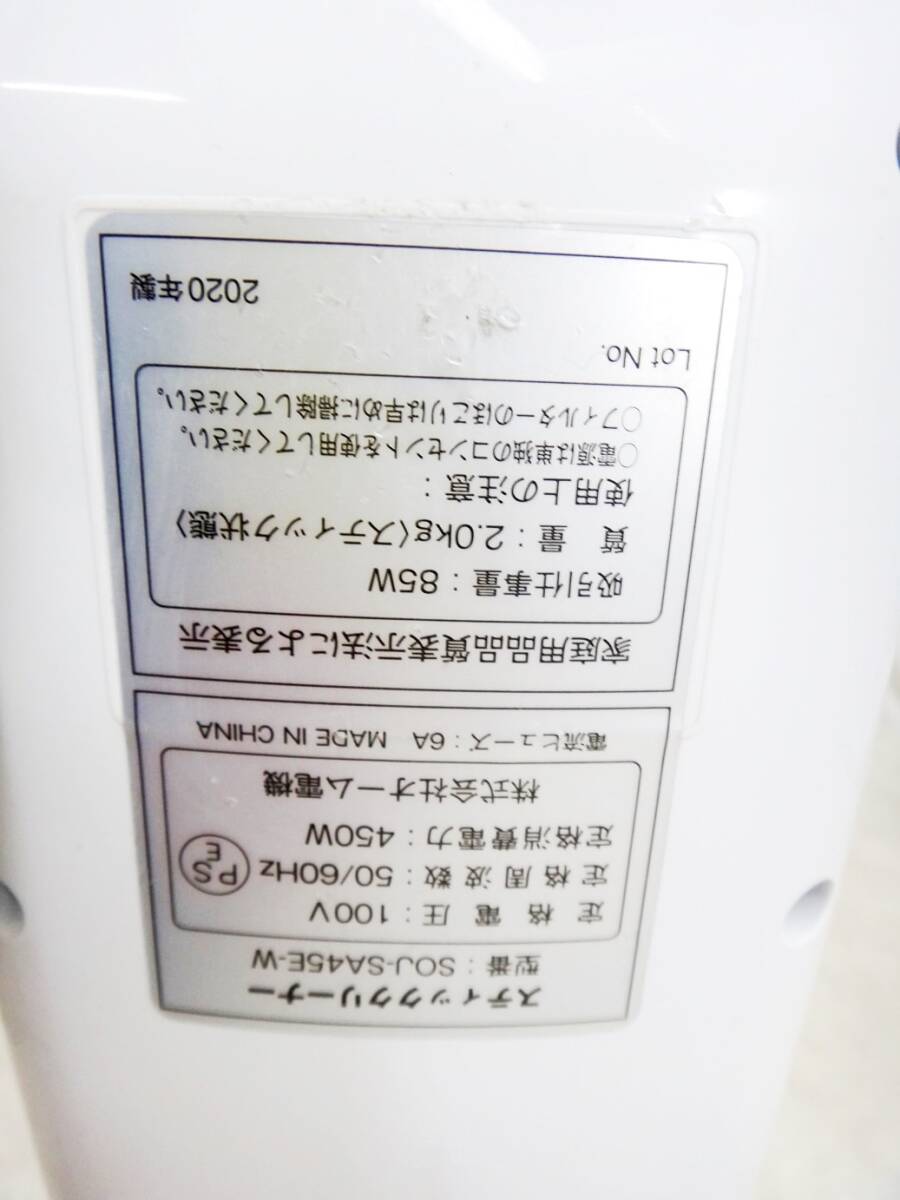 スティッククリーナー
型番：SOJ-SA45E-W
定格電圧：100V
定格周波数：50/60Hz
定格消費電力：450W
PSE
株式会社オーム電機
電流ヒューズ：6A MADE IN CHINA
家庭用品品質表示法による表示
吸引仕事量：85W
質量：2.0kg〈スティック状態〉
使用上の注意：
○電源は単独のコンセントを使用してください。
○フィルターのほこりは早めに掃除してください。
Lot No.
2020年製